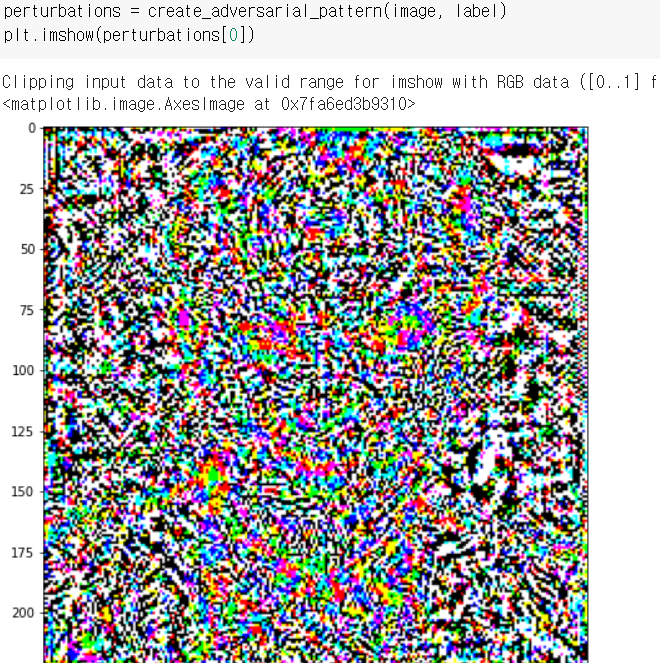 perturbations = create_adversarial_pattern(image, label)
plt.imshow(perturbations[0])
Clipping input data to the valid range for imshow with RGB data ([0..1] f
<matplotlib.image.AxesImage at 0x7fa6ed3b9310>
0
25
50
75
100
125
150
175
200